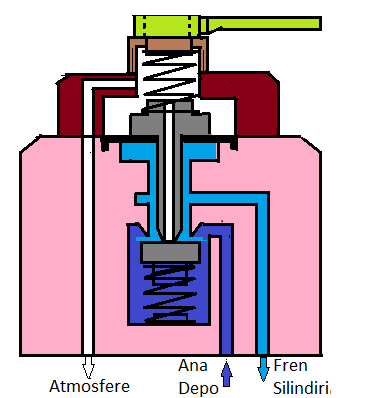 Atmosfere
Ana
Depo
Fren
Silindiri